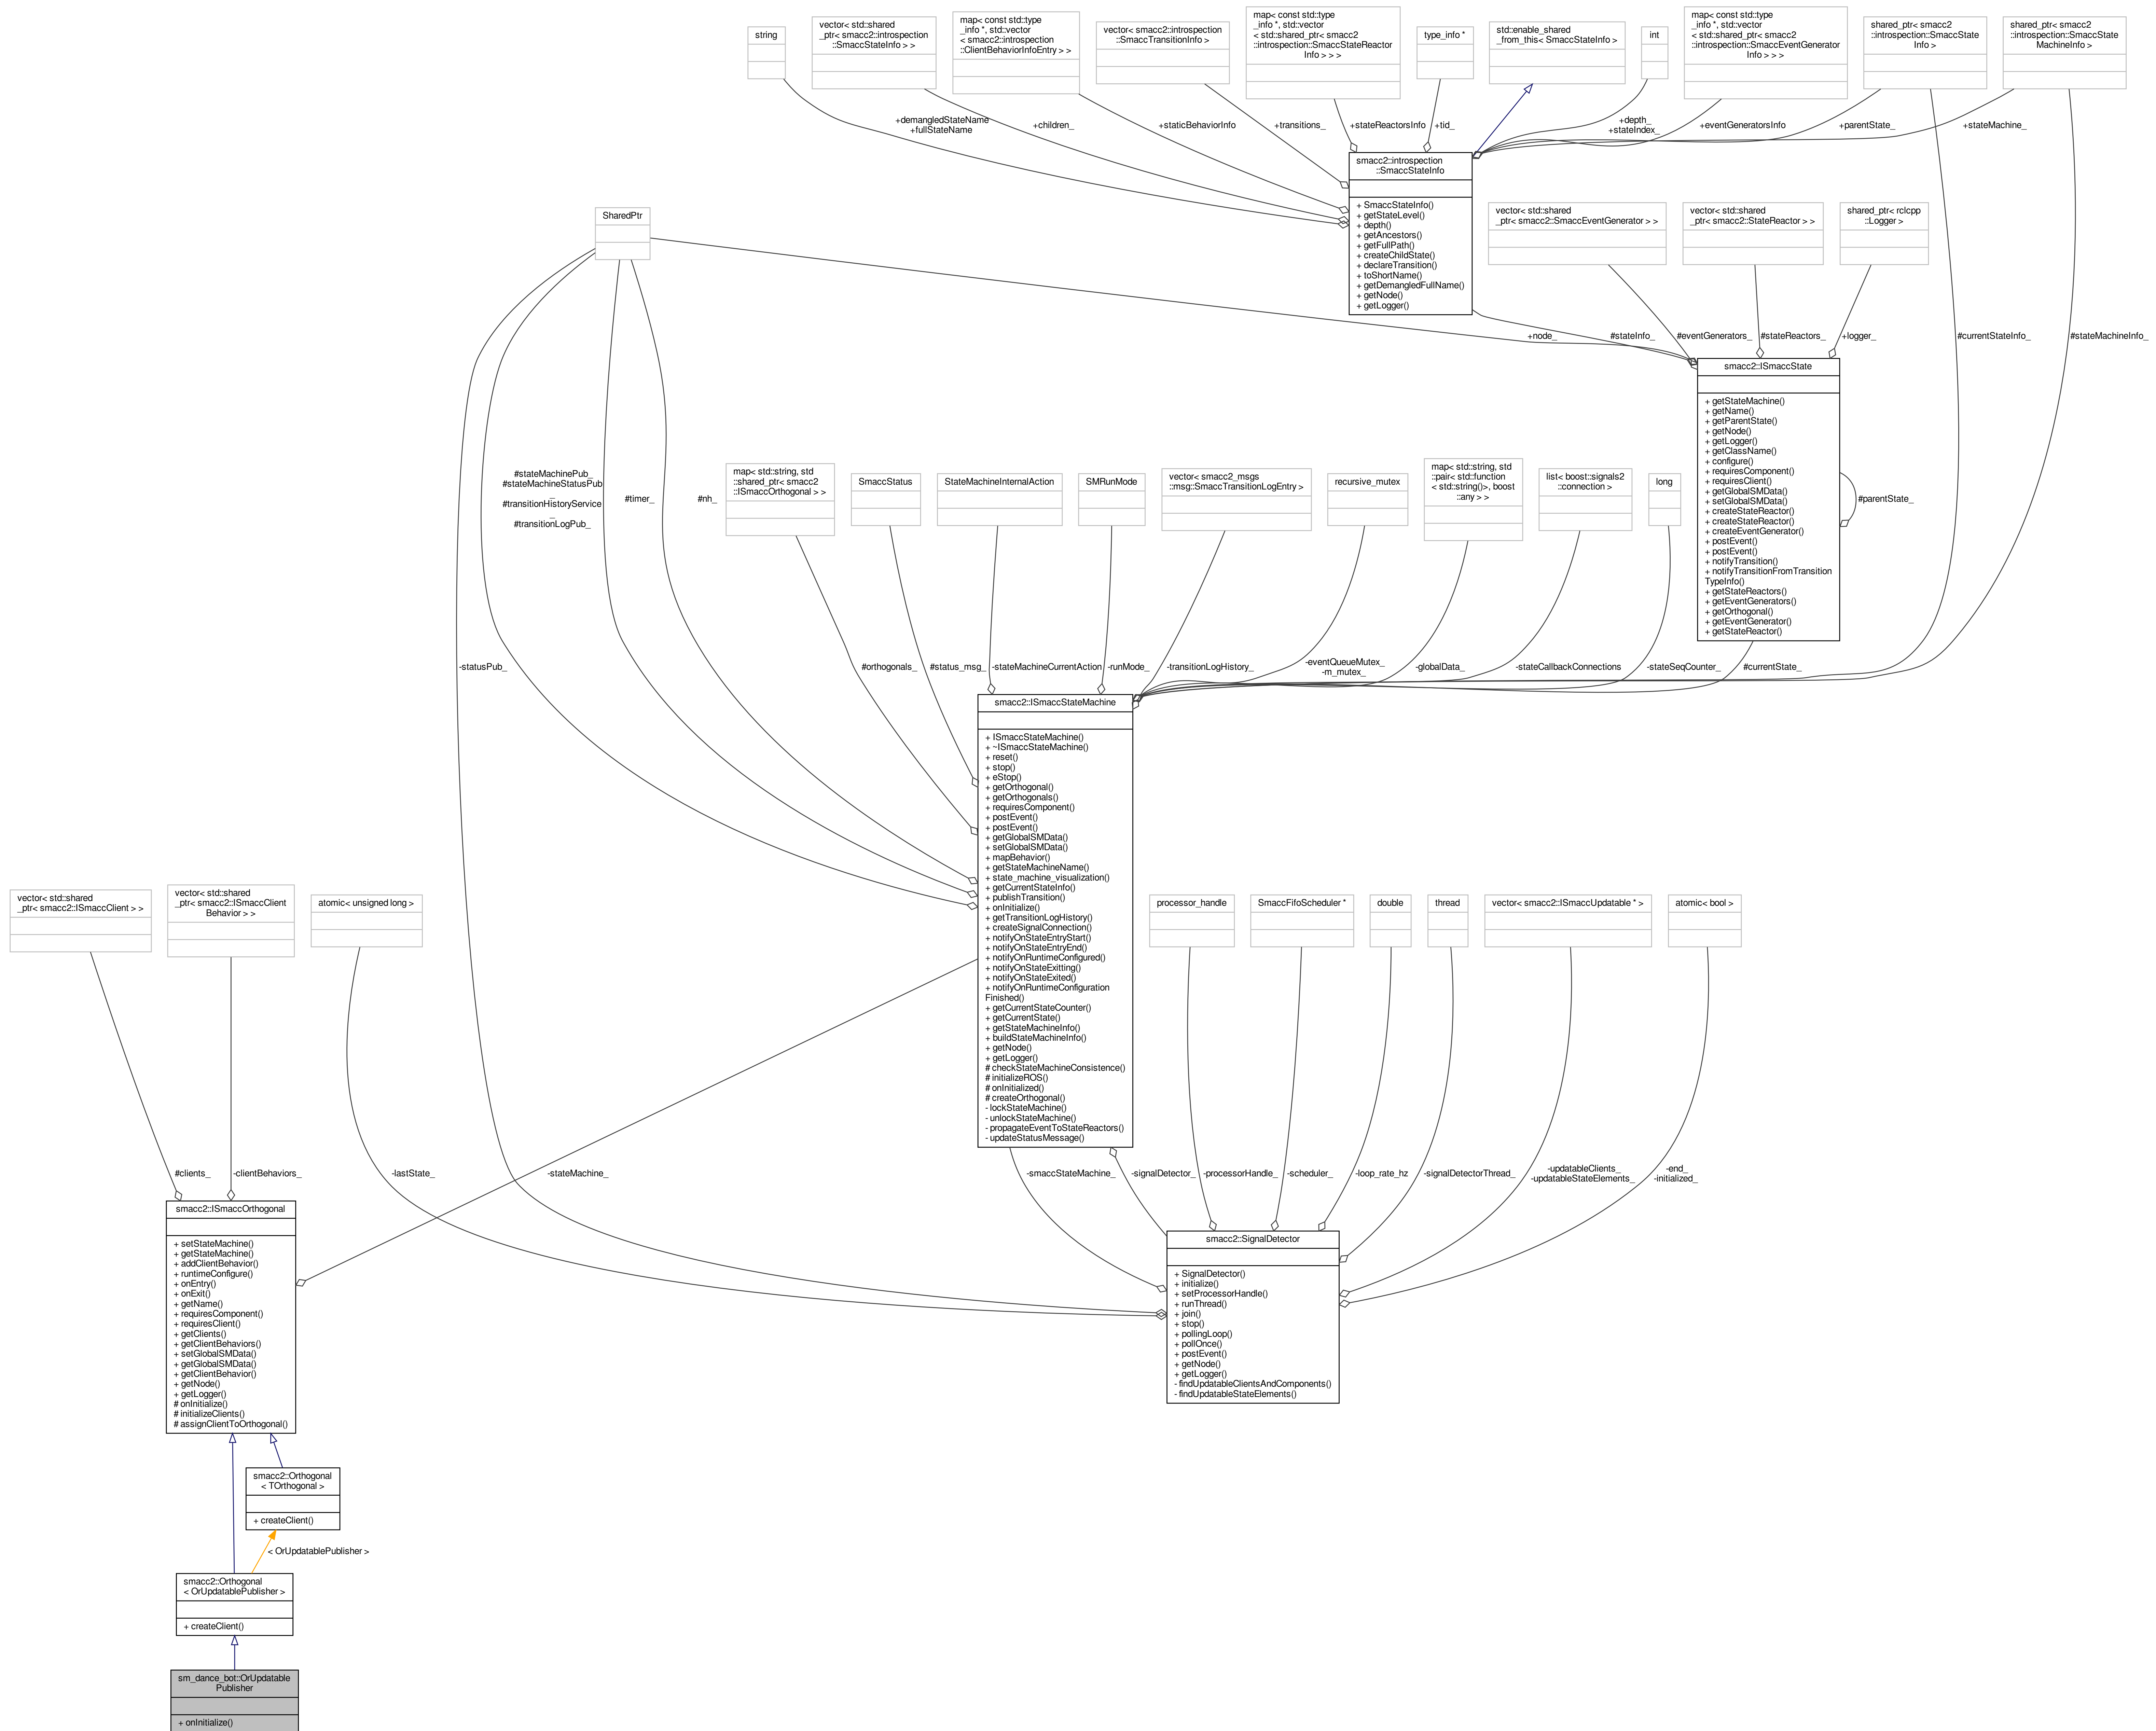 string
vector< std::shared
_ptr< smacc2::introspection
::SmaccStateInfo > >
map< const std::type
_info *, std::vector
< smacc2::introspection
::ClientBehaviorInfoEntry > >
vector< smacc2::introspection
::SmaccTransitionInfo >
map< const std::type
_info *, std::vector
< std::shared_ptr< smacc2
::introspection::SmaccStateReactor
Info > > >
type_info *
std::enable_shared
_from_this< SmaccStateInfo >
int
map< const std::type
_info *, std::vector
< std::shared_ptr< smacc2
::introspection::SmaccEventGenerator
Info > > >
shared_ptr< smacc2
::introspection::SmaccState
Info >
shared_ptr< smacc2
::introspection::SmaccState
MachineInfo >
+demangledStateName
+fullStateName
+children_
+staticBehaviorInfo
+transitions_
+stateReactorsInfo
+tid_
+depth_
+stateIndex_
+eventGeneratorsInfo
+parentState_
+stateMachine_
smacc2::introspection
::SmaccStateInfo
+ SmaccStateInfo()
+ getStateLevel()
+ depth()
+ getAncestors()
+ getFullPath()
+ createChildState()
+ declareTransition()
+ toShortName()
+ getDemangledFullName()
+ getNode()
+ getLogger()
SharedPtr
vector< std::shared
_ptr< smacc2::SmaccEventGenerator > >
vector< std::shared
_ptr< smacc2::StateReactor > >
shared_ptr< rclcpp
::Logger >
+node_
#stateInfo_
#eventGenerators_
#stateReactors_
+logger_
#currentStateInfo_
#stateMachineInfo_
smacc2::ISmaccState
+ getStateMachine()
+ getName()
+ getParentState()
+ getNode()
+ getLogger()
+ getClassName()
+ configure()
+ requiresComponent()
+ requiresClient()
+ getGlobalSMData()
+ setGlobalSMData()
+ createStateReactor()
+ createStateReactor()
+ createEventGenerator()
+ postEvent()
+ postEvent()
+ notifyTransition()
+ notifyTransitionFromTransition
TypeInfo()
+ getStateReactors()
+ getEventGenerators()
+ getOrthogonal()
+ getEventGenerator()
+ getStateReactor()
#parentState_
#stateMachinePub_
#stateMachineStatusPub
_
#transitionHistoryService
_
#transitionLogPub_
#timer_
#nh_
map< std::string, std
::shared_ptr< smacc2
::ISmaccOrthogonal > >
SmaccStatus
StateMachineInternalAction
SMRunMode
vector< smacc2_msgs
::msg::SmaccTransitionLogEntry >
recursive_mutex
map< std::string, std
::pair< std::function
< std::string()>, boost
::any > >
list< boost::signals2
::connection >
long
-statusPub_
#orthogonals_
#status_msg_
-stateMachineCurrentAction
-runMode_
-transitionLogHistory_
-eventQueueMutex_
-m_mutex_
-globalData_
-stateCallbackConnections
-stateSeqCounter_
#currentState_
smacc2::ISmaccStateMachine
+ ISmaccStateMachine()
+ ~ISmaccStateMachine()
+ reset()
+ stop()
+ eStop()
+ getOrthogonal()
+ getOrthogonals()
+ requiresComponent()
+ postEvent()
+ postEvent()
+ getGlobalSMData()
+ setGlobalSMData()
+ mapBehavior()
+ getStateMachineName()
+ state_machine_visualization()
+ getCurrentStateInfo()
+ publishTransition()
+ onInitialize()
+ getTransitionLogHistory()
+ createSignalConnection()
+ notifyOnStateEntryStart()
+ notifyOnStateEntryEnd()
+ notifyOnRuntimeConfigured()
+ notifyOnStateExitting()
+ notifyOnStateExited()
+ notifyOnRuntimeConfiguration
Finished()
+ getCurrentStateCounter()
+ getCurrentState()
+ getStateMachineInfo()
+ buildStateMachineInfo()
+ getNode()
+ getLogger()
# checkStateMachineConsistence()
# initializeROS()
# onInitialized()
# createOrthogonal()
- lockStateMachine()
- unlockStateMachine()
- propagateEventToStateReactors()
- updateStatusMessage()
vector< std::shared
_ptr< smacc2::ISmaccClient > >
vector< std::shared
_ptr< smacc2::ISmaccClient
Behavior > >
atomic< unsigned long >
processor_handle
SmaccFifoScheduler *
double
thread
vector< smacc2::ISmaccUpdatable * >
atomic< bool >
#clients_
-clientBehaviors_
-lastState_
-stateMachine_
-smaccStateMachine_
-signalDetector_
-processorHandle_
-scheduler_
-loop_rate_hz
-signalDetectorThread_
-updatableClients_
-updatableStateElements_
-end_
-initialized_
smacc2::ISmaccOrthogonal
+ setStateMachine()
+ getStateMachine()
+ addClientBehavior()
+ runtimeConfigure()
+ onEntry()
+ onExit()
+ getName()
+ requiresComponent()
+ requiresClient()
+ getClients()
+ getClientBehaviors()
+ setGlobalSMData()
+ getGlobalSMData()
+ getClientBehavior()
+ getNode()
+ getLogger()
# onInitialize()
# initializeClients()
# assignClientToOrthogonal()
smacc2::SignalDetector
+ SignalDetector()
+ initialize()
+ setProcessorHandle()
+ runThread()
+ join()
+ stop()
+ pollingLoop()
+ pollOnce()
+ postEvent()
+ getNode()
+ getLogger()
- findUpdatableClientsAndComponents()
- findUpdatableStateElements()
smacc2::Orthogonal
< TOrthogonal >
+ createClient()
< OrUpdatablePublisher >
smacc2::Orthogonal
< OrUpdatablePublisher >
+ createClient()
sm_dance_bot::OrUpdatable
Publisher
+ onInitialize()